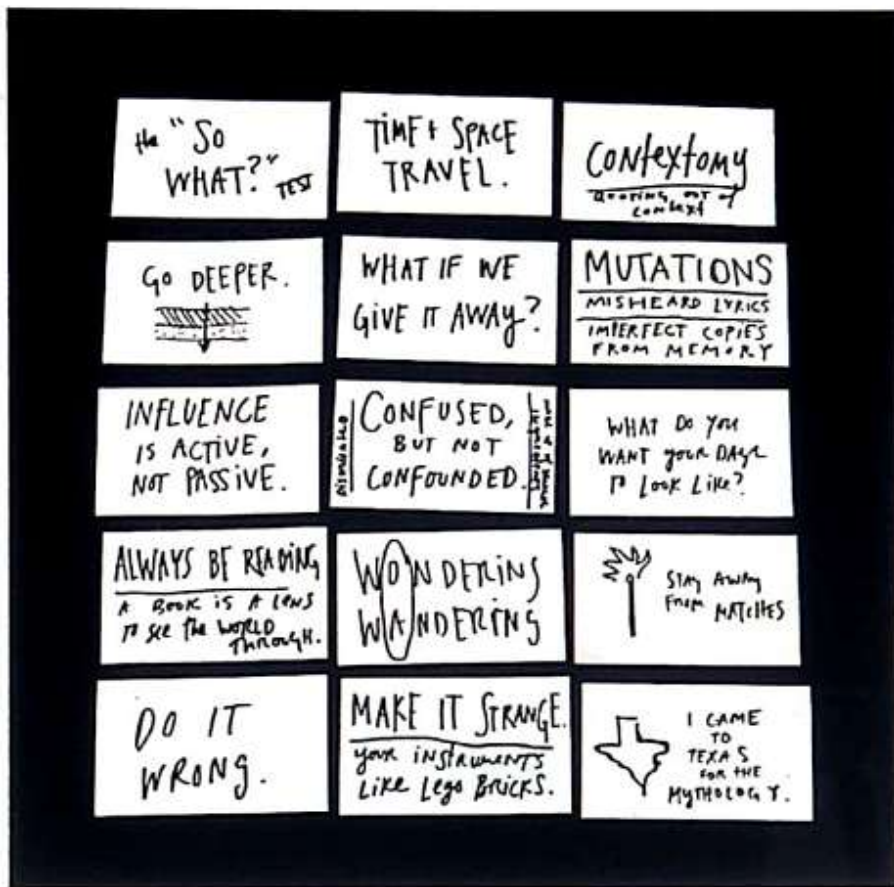 the "SO
WHAT?" TEST
TIME + SPACE
TRAVEL.
CONTEXTOMY
QUOTING OUT OF
CONTEXT
GO DEEPER.
WHAT IF WE
GIVE IT AWAY?
MUTATIONS
MISHEARD LYRICS
IMPERFECT COPIES
FROM MEMORY
INFLUENCE
IS ACTIVE,
NOT PASSIVE.
CONFUSED,
BUT NOT
CONFOUNDED.
WHAT DO YOU
WANT YOUR DAYS
TO LOOK LIKE?
ALWAYS BE READING
A BOOK IS A LENS
TO SEE THE WORLD
THROUGH.
WONDERING
WANDERING
STAY AWAY
FROM MATCHES
DO IT
WRONG.
MAKE IT STRANGE.
YOUR INSTRUMENTS
LIKE LEGO BRICKS.
I CAME
TO
TEXAS
FOR THE
MYTHOLOGY.